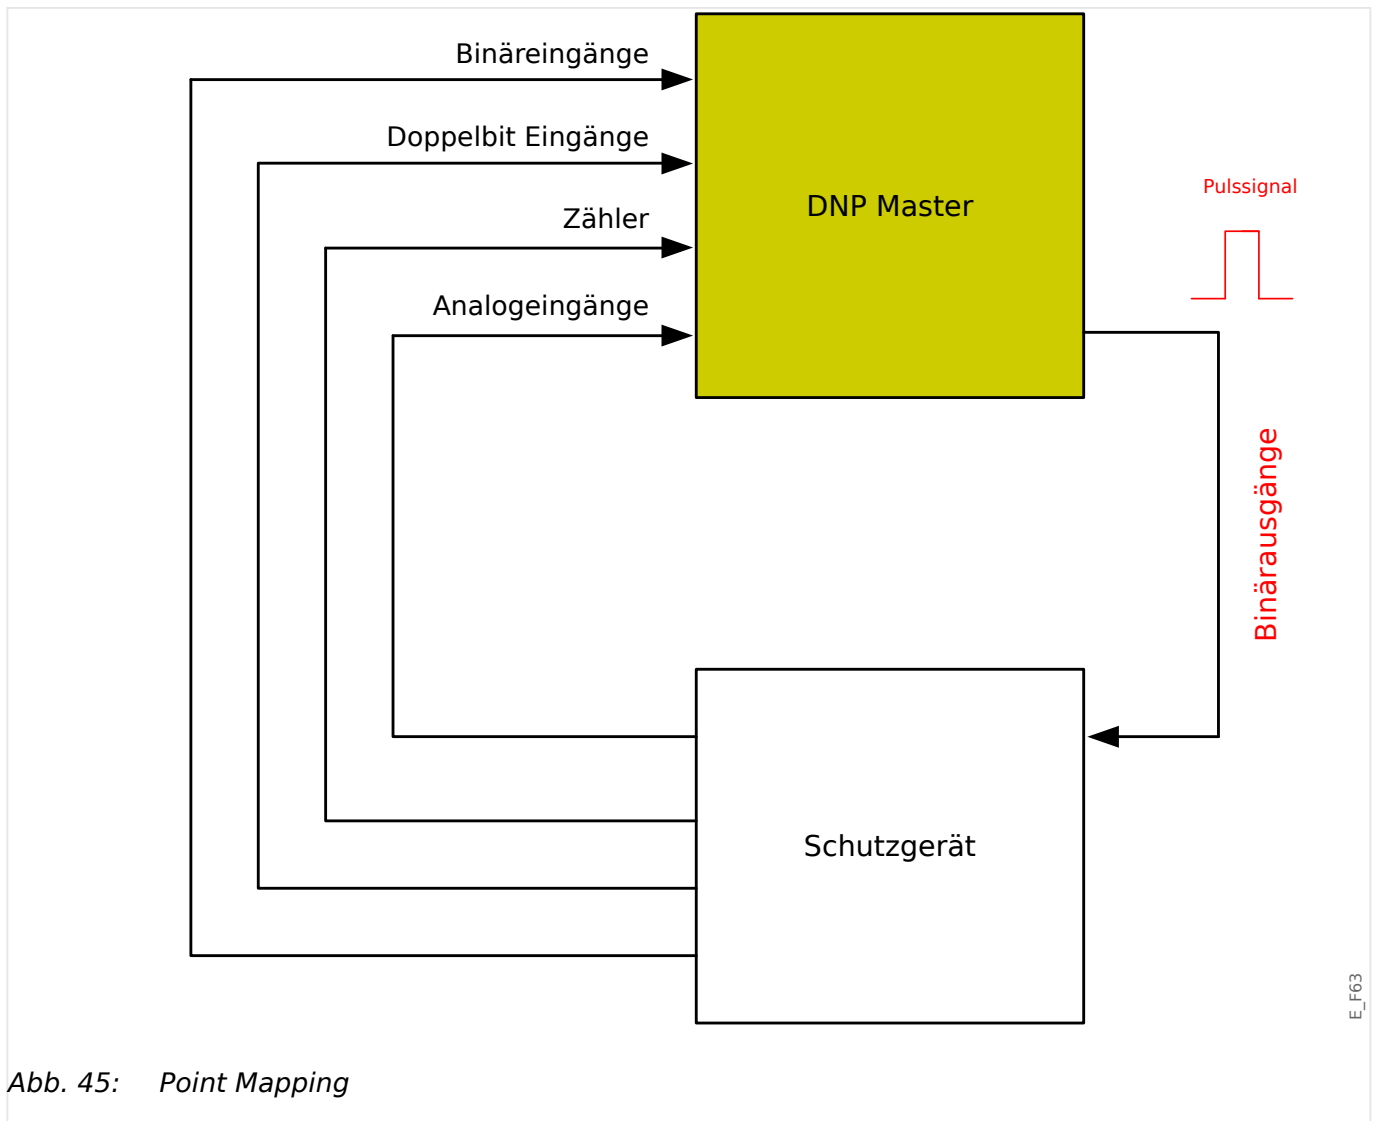 Binäreingänge
Doppelbit Eingänge
Zähler
Analogeingänge
DNP Master
Pulssignal
Binärausgänge
Schutzgerät
E_F63
Abb. 45: Point Mapping